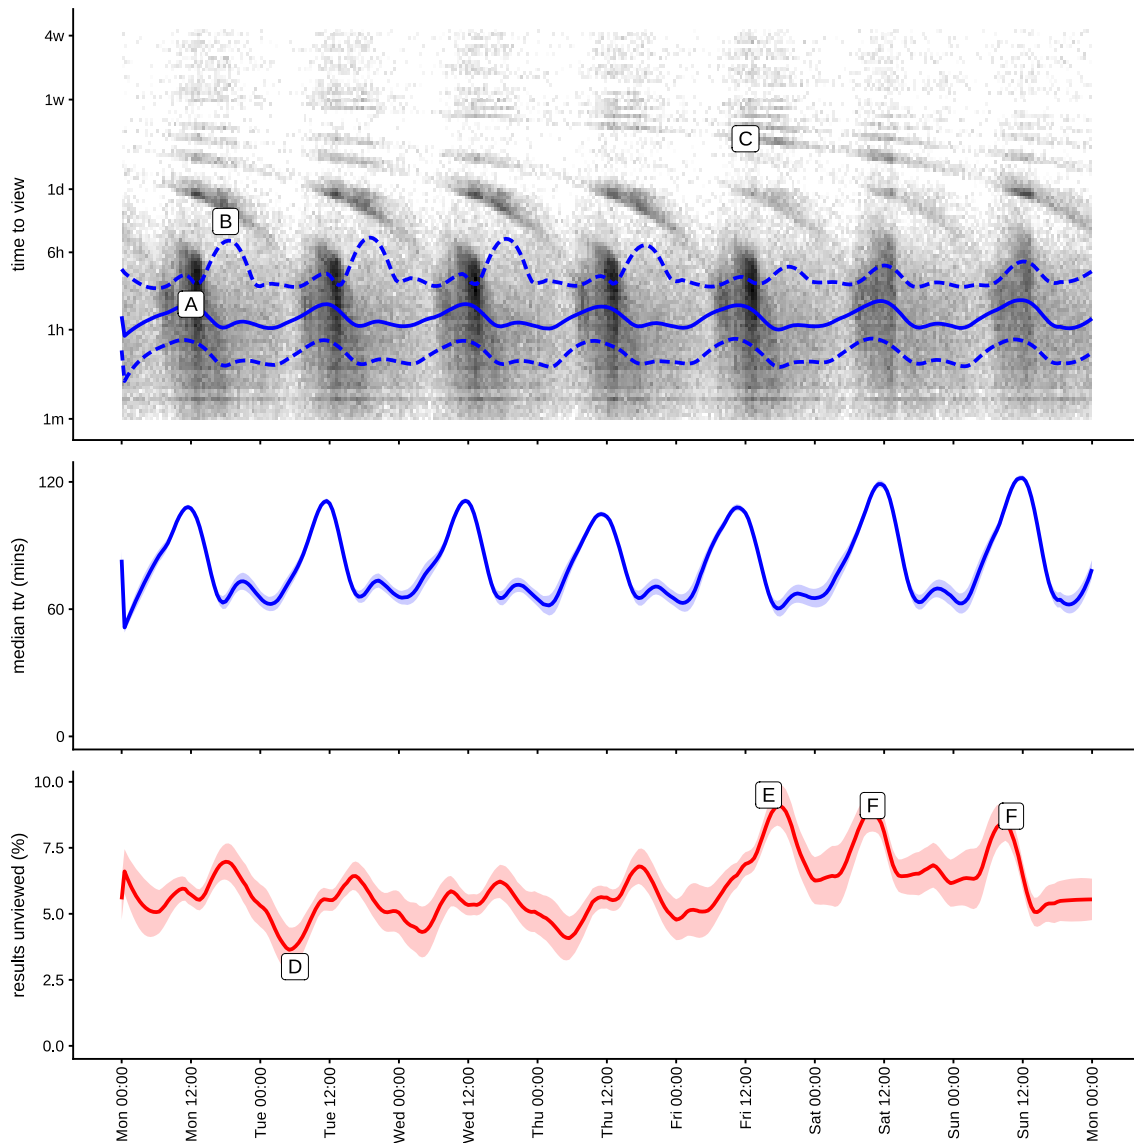 time to view
4w
1w
1d
6h
1h
1m
A
B
C
median ttv (mins)
120
60
0
results unviewed (%)
10.0
7.5
5.0
2.5
0.0
D
E
F
F
Mon 00:00
Mon 12:00
Tue 00:00
Tue 12:00
Wed 00:00
Wed 12:00
Thu 00:00
Thu 12:00
Fri 00:00
Fri 12:00
Sat 00:00
Sat 12:00
Sun 00:00
Sun 12:00
Mon 00:00